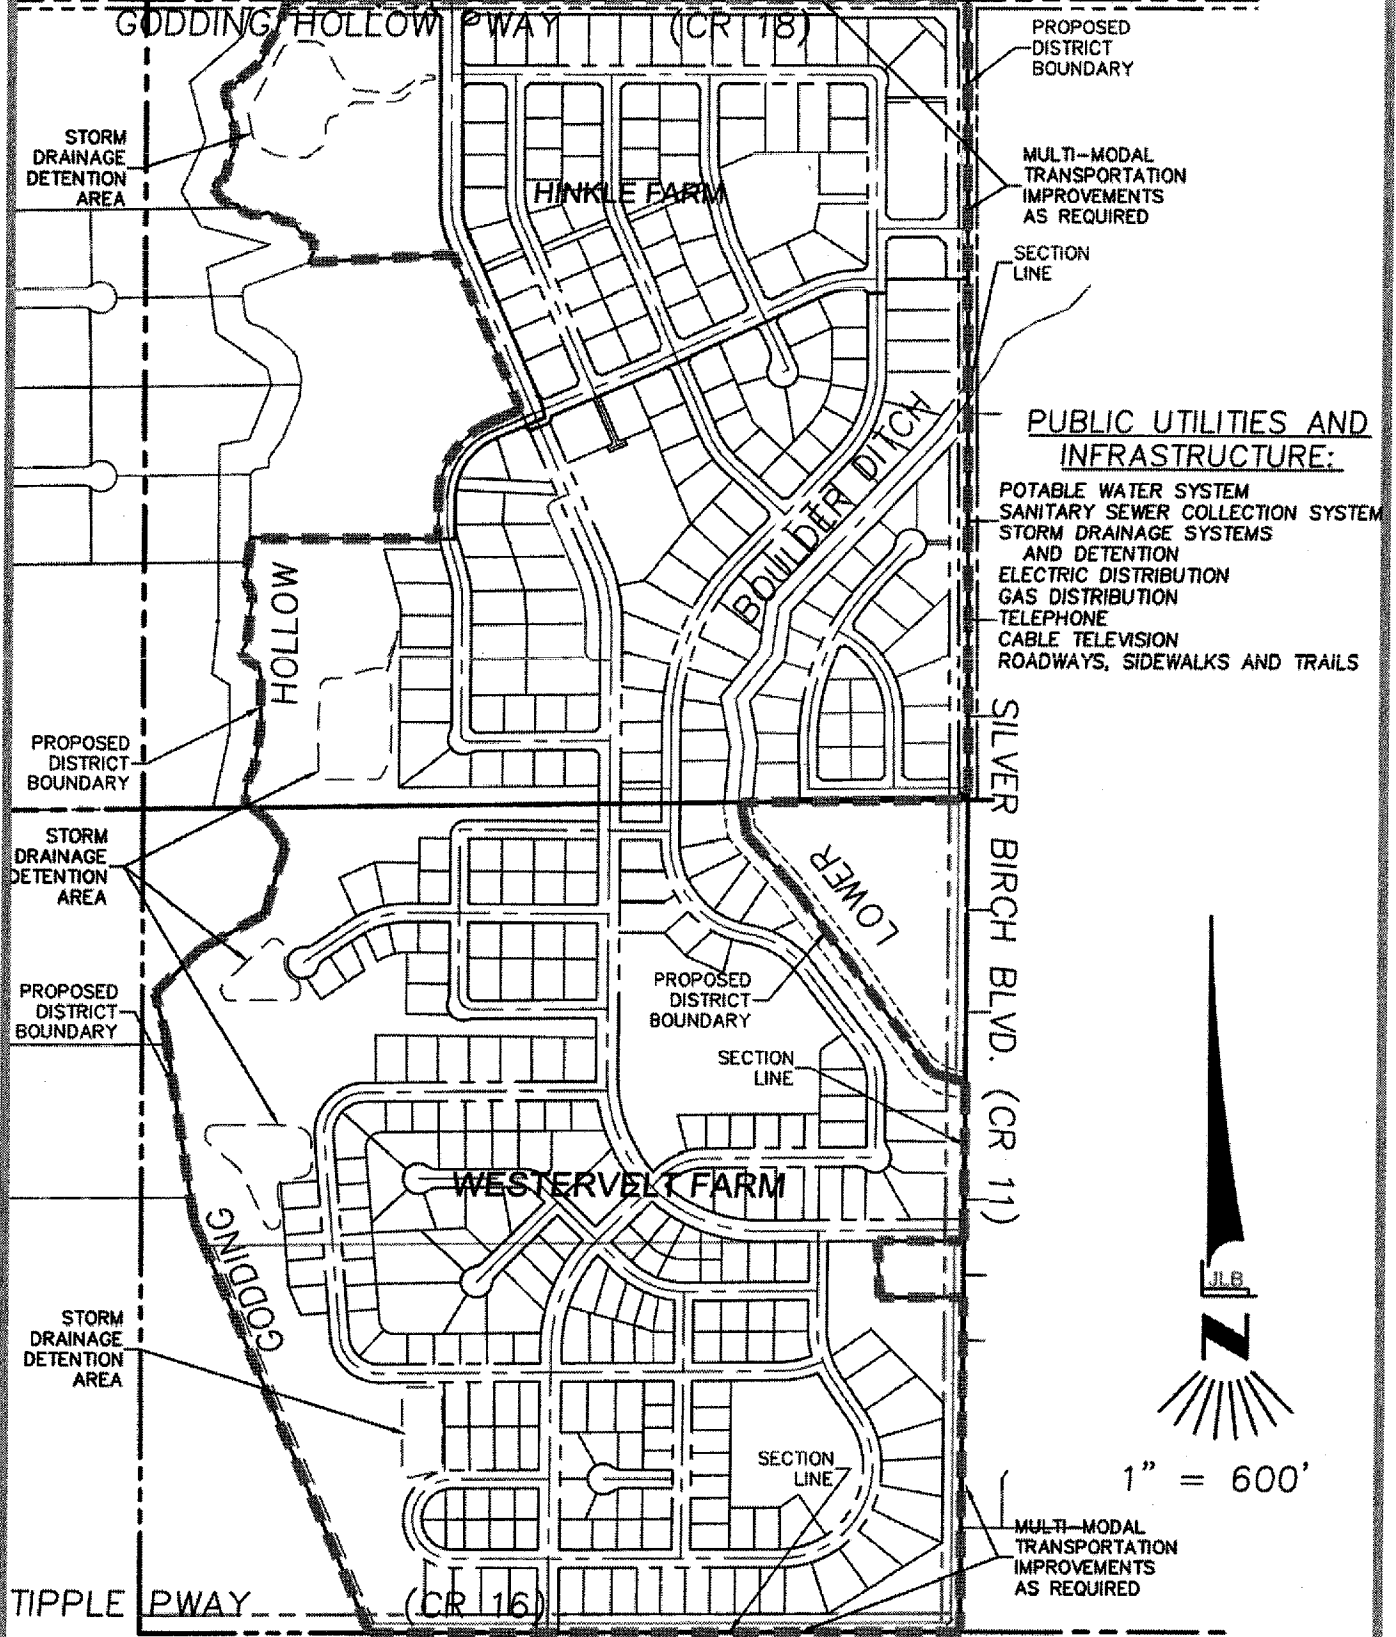 GODDING HOLLOW PWAY (CR 18)
PROPOSED
DISTRICT
BOUNDARY
STORM
DRAINAGE
DETENTION
AREA
MULTI-MODAL
TRANSPORTATION
IMPROVEMENTS
AS REQUIRED
HINKLE FARM
SECTION
LINE
PUBLIC UTILITIES AND
INFRASTRUCTURE:
POTABLE WATER SYSTEM
SANITARY SEWER COLLECTION SYSTEM
STORM DRAINAGE SYSTEMS
AND DETENTION
ELECTRIC DISTRIBUTION
GAS DISTRIBUTION
TELEPHONE
CABLE TELEVISION
ROADWAYS, SIDEWALKS AND TRAILS
BOULDER DITCH
HOLLOW
PROPOSED
DISTRICT
BOUNDARY
SILVER BIRCH BLVD. (CR 11)
STORM
DRAINAGE
DETENTION
AREA
LOWER
PROPOSED
DISTRICT
BOUNDARY
PROPOSED
DISTRICT
BOUNDARY
SECTION
LINE
WESTERVELT FARM
GODDING
JLB
N
STORM
DRAINAGE
DETENTION
AREA
SECTION
LINE
1" = 600'
MULTI-MODAL
TRANSPORTATION
IMPROVEMENTS
AS REQUIRED
TIPPLE PWAY (CR 16)